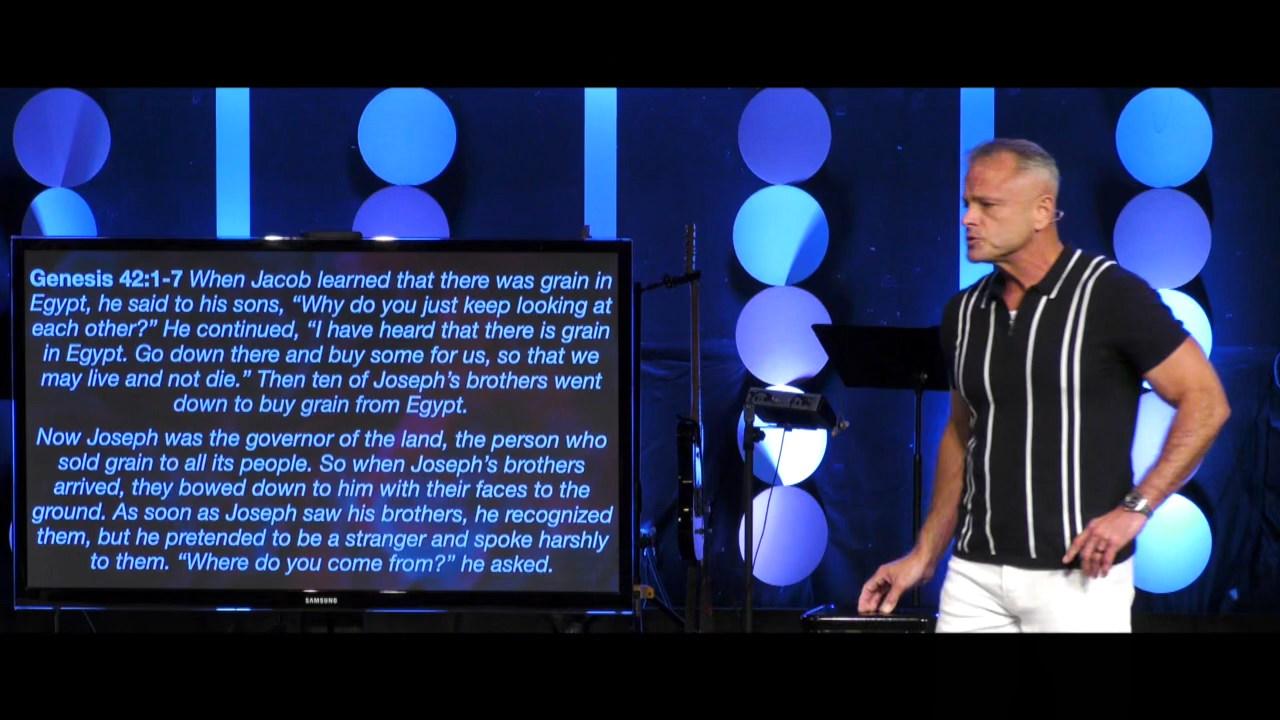 Genesis 42:1-7 When Jacob learned that there was grain in
Egypt, he said to his sons, “Why do you just keep looking at
each other?” He continued, “I have heard that there is grain
in Egypt. Go down there and buy some for us, so that we
may live and not die.” Then ten of Joseph’s brothers went
down to buy grain from Egypt.
Now Joseph was the governor of the land, the person who
sold grain to all its people. So when Joseph’s brothers
arrived, they bowed down to him with their faces to the
ground. As soon as Joseph saw his brothers, he recognized
them, but he pretended to be a stranger and spoke harshly
to them. “Where do you come from?” he asked.
SAMSUNG